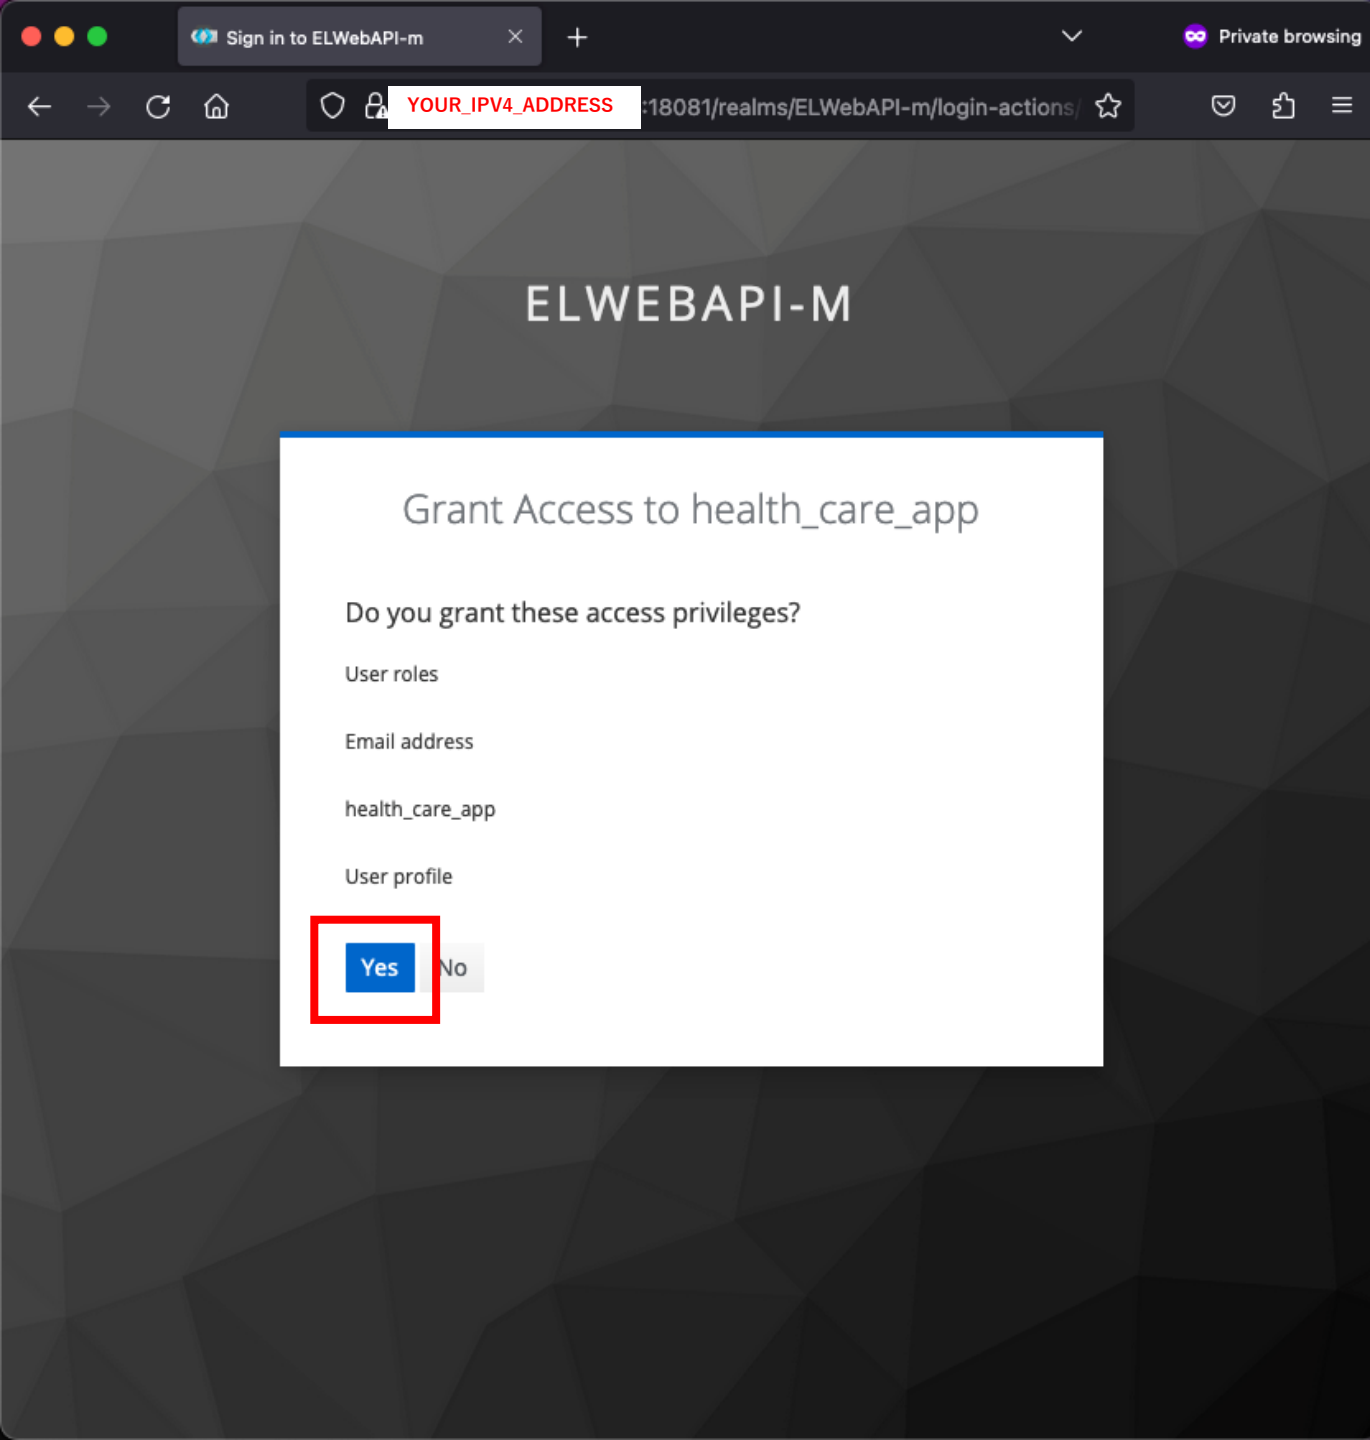 Sign in to ELWebAPI-m
Private browsing
YOUR_IPV4_ADDRESS :18081/realms/ELWebAPI-m/login-actions/
ELWEBAPI-M
Grant Access to health_care_app
Do you grant these access privileges?
User roles
Email address
health_care_app
User profile
Yes No